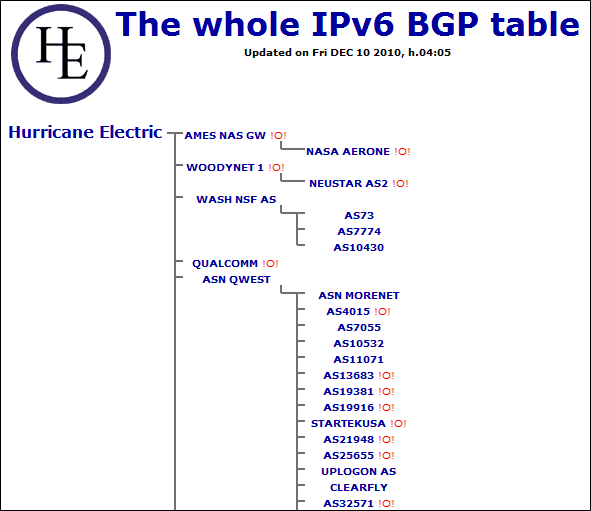 HE
The whole IPv6 BGP table
Updated on Fri DEC 10 2010, h.04:05
Hurricane Electric
AMES NAS GW !O!
NASA AERONE !O!
WOODYNET 1 !O!
NEUSTAR AS2 !O!
WASH NSF AS
AS73
AS7774
AS10430
QUALCOMM !O!
ASN QWEST
ASN MORENET
AS4015 !O!
AS7055
AS10532
AS11071
AS13683 !O!
AS19381 !O!
AS19916 !O!
STARTEKUSA !O!
AS21948 !O!
AS25655 !O!
UPLOGON AS
CLEARFLY
AS32571 !O!